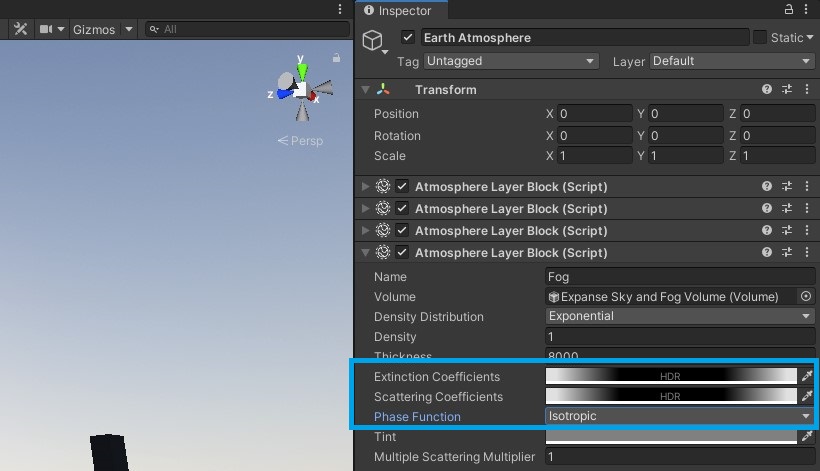 Inspector
Gizmos
All
Earth Atmosphere
Static
Tag Untagged Layer Default
y
z
x
Persp
Transform
Position X 0 Y 0 Z 0
Rotation X 0 Y 0 Z 0
Scale X 1 Y 1 Z 1
Atmosphere Layer Block (Script)
Atmosphere Layer Block (Script)
Atmosphere Layer Block (Script)
Atmosphere Layer Block (Script)
Name Fog
Volume Expanse Sky and Fog Volume (Volume)
Density Distribution Exponential
Density 1
Thickness 8000
Extinction Coefficients HDR
Scattering Coefficients HDR
Phase Function Isotropic
Tint
Multiple Scattering Multiplier 1